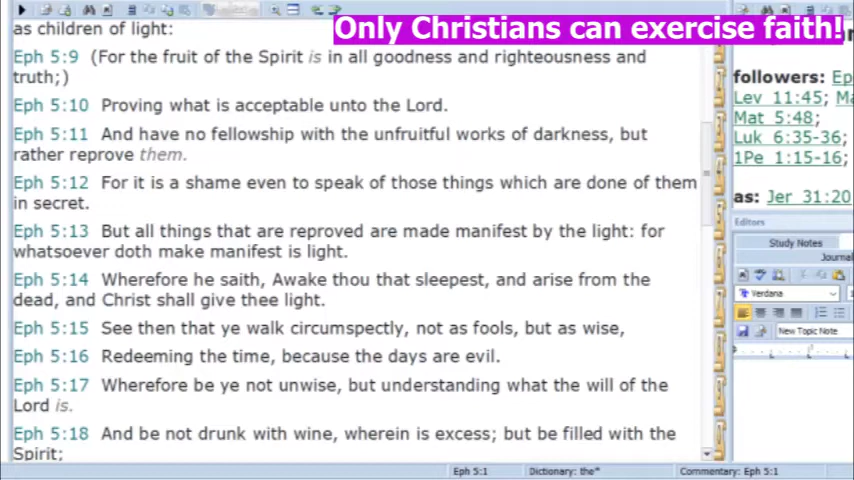 Only Christians can exercise faith!
as children of light:
Eph 5:9 (For the fruit of the Spirit is in all goodness and righteousness and
truth;)
Eph 5:10 Proving what is acceptable unto the Lord.
Eph 5:11 And have no fellowship with the unfruitful works of darkness, but
rather reprove them.
Eph 5:12 For it is a shame even to speak of those things which are done of them
in secret.
Eph 5:13 But all things that are reproved are made manifest by the light: for
whatsoever doth make manifest is light.
Eph 5:14 Wherefore he saith, Awake thou that sleepest, and arise from the
dead, and Christ shall give thee light.
Eph 5:15 See then that ye walk circumspectly, not as fools, but as wise,
Eph 5:16 Redeeming the time, because the days are evil.
Eph 5:17 Wherefore be ye not unwise, but understanding what the will of the
Lord is.
Eph 5:18 And be not drunk with wine, wherein is excess; but be filled with the
Spirit;
followers: Ep
Lev 11:45; Ma
Mat 5:48;
Luk 6:35-36;
1Pe 1:15-16;
as: Jer 31:20
Editors
Study Notes
Journal
Verdana
New Topic Note
Eph 5:1
Dictionary: the*
Commentary: Eph 5:1